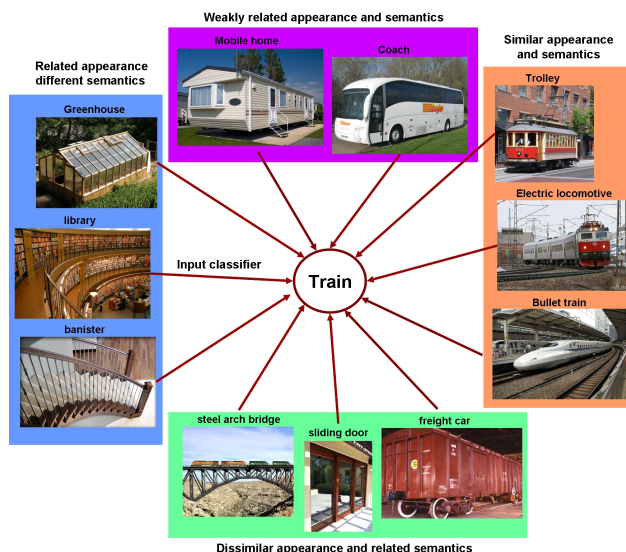 Weakly related appearance and semantics
Mobile home
Coach
Related appearance
different semantics
Similar appearance
and semantics
Greenhouse
Trolley
library
Electric locomotive
Input classifier
Train
Bullet train
banister
steel arch bridge
sliding door
freight car
Dissimilar appearance and related semantics